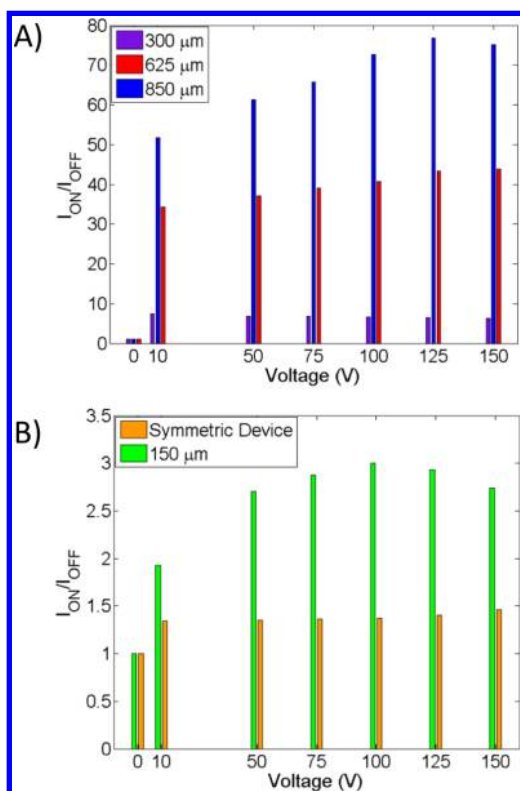 A)
80
70
60
50
40
30
20
10
0
I_ON/I_OFF
300 μm
625 μm
850 μm
0 10 50 75 100 125 150
Voltage (V)
B)
3.5
3
2.5
2
1.5
1
0.5
0
I_ON/I_OFF
Symmetric Device
150 μm
0 10 50 75 100 125 150
Voltage (V)